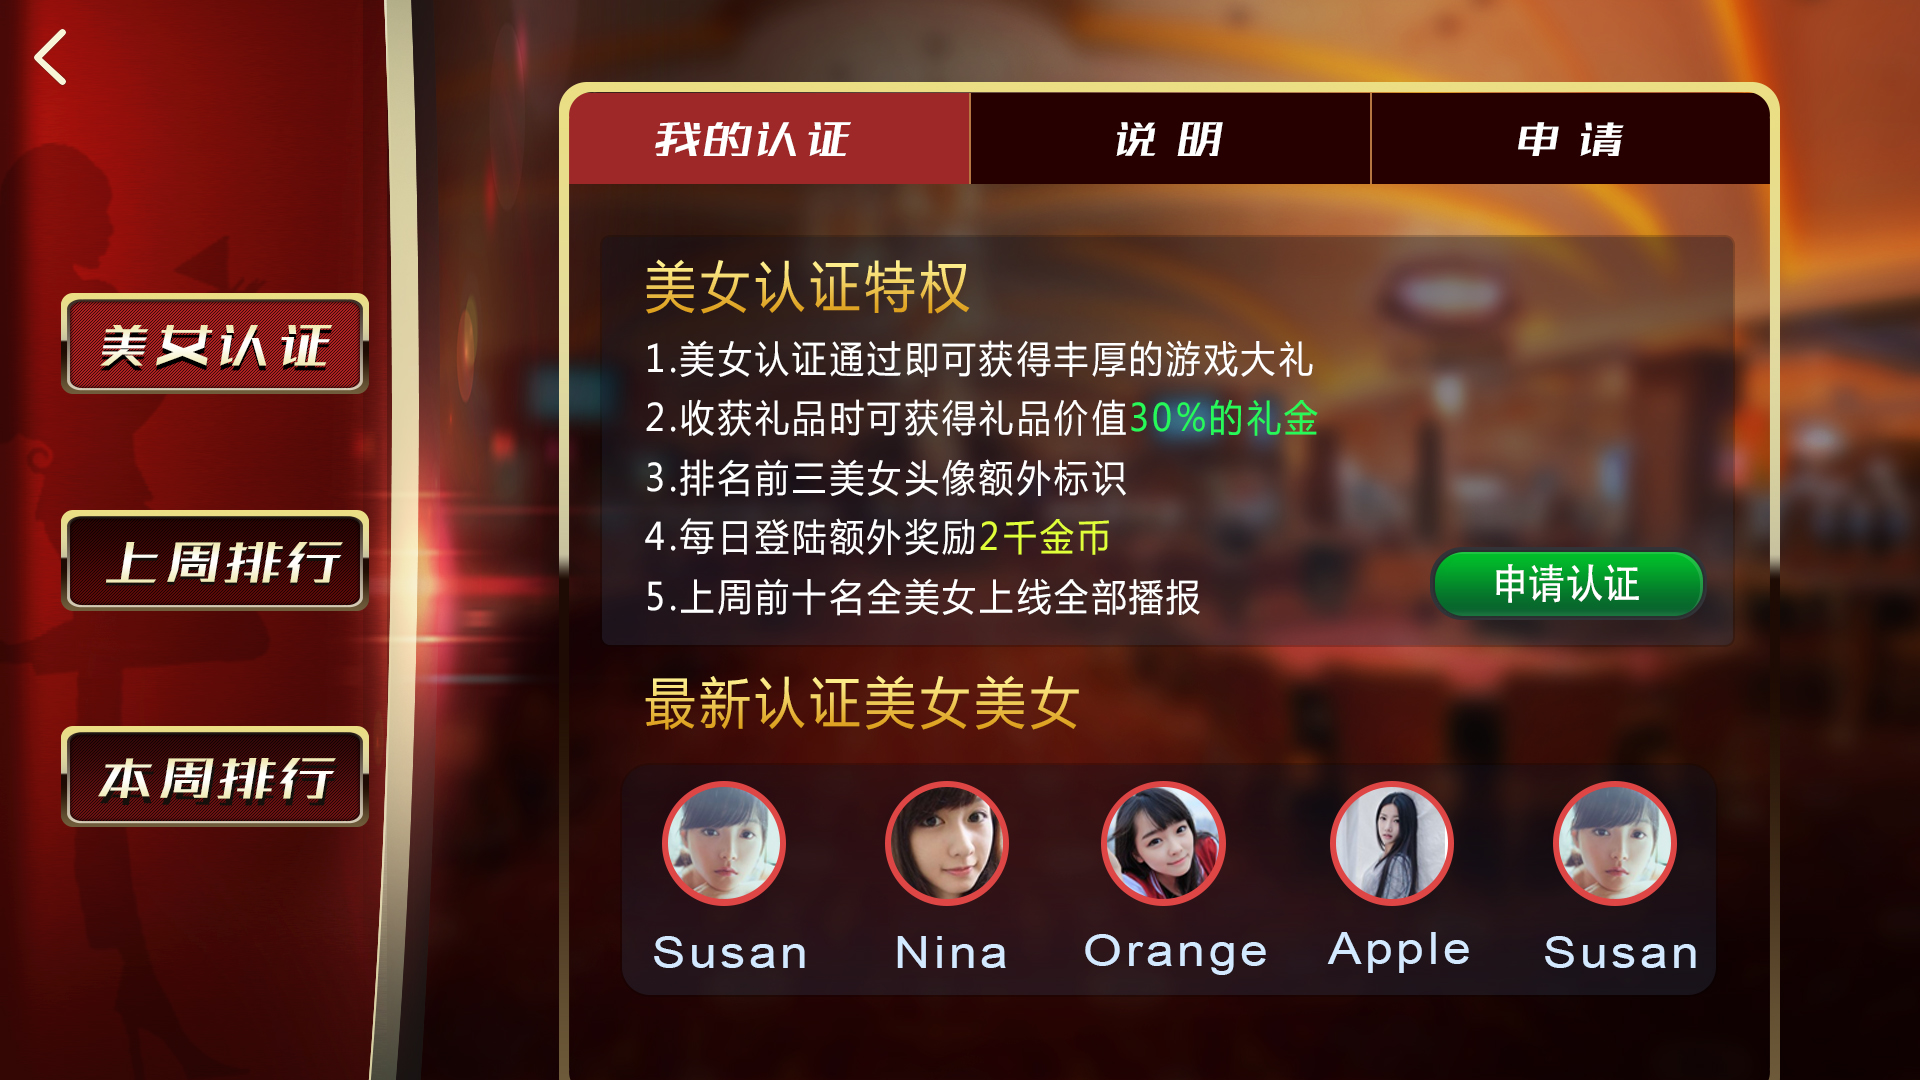 我的认证
说明
申请
美女认证
上周排行
本周排行
美女认证特权
1.美女认证通过即可获得丰厚的游戏大礼
2.收获礼品时可获得礼品价值30%的礼金
3.排名前三美女头像额外标识
4.每日登陆额外奖励2千金币
5.上周前十名全美女上线全部播报
申请认证
最新认证美女美女
Susan
Nina
Orange
Apple
Susan